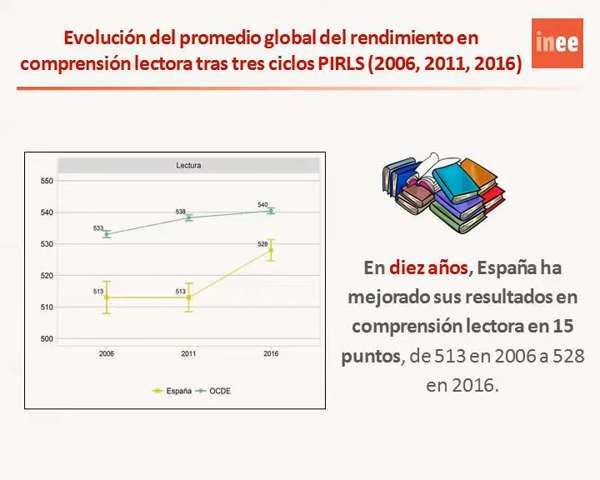 Evolución del promedio global del rendimiento en
comprensión lectora tras tres ciclos PIRLS (2006, 2011, 2016)
inee
Lectura
550
540
530
520
510
500
533
538
540
513
513
528
2006
2011
2016
España
OCDE
En diez años, España ha
mejorado sus resultados en
comprensión lectora en 15
puntos, de 513 en 2006 a 528
en 2016.